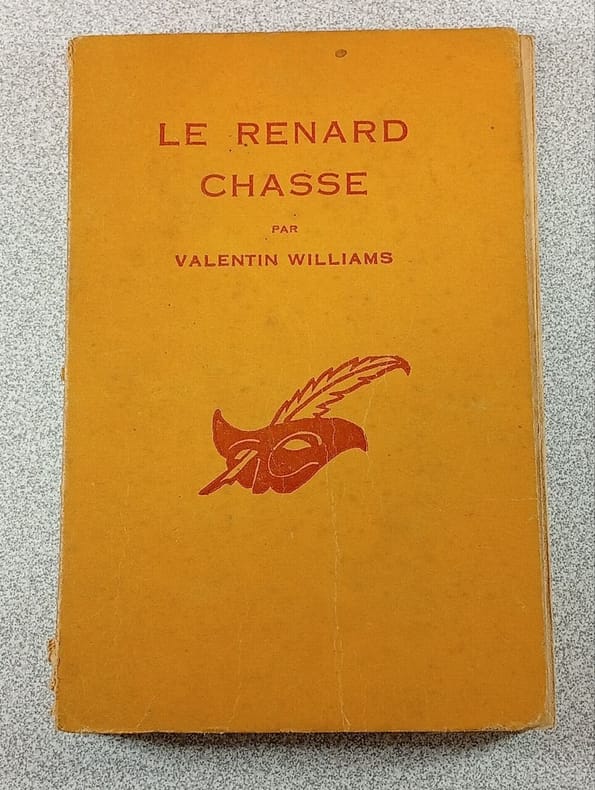 LE RENARD
CHASSE
PAR
VALENTIN WILLIAMS